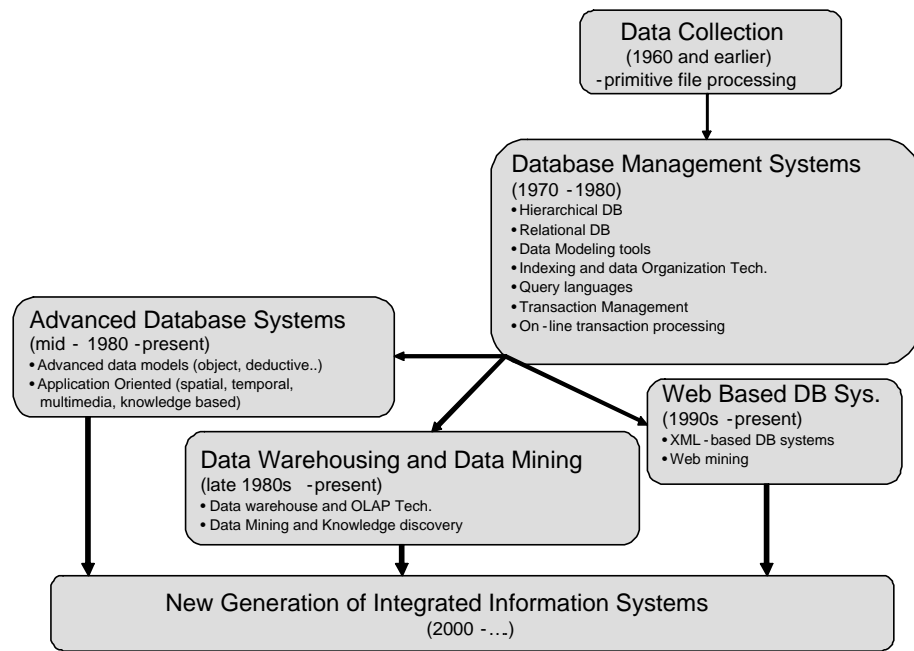 Data Collection
(1960 and earlier)
-primitive file processing
Database Management Systems
(1970 -1980)
• Hierarchical DB
• Relational DB
• Data Modeling tools
• Indexing and data Organization Tech.
• Query languages
• Transaction Management
• On-line transaction processing
Advanced Database Systems
(mid - 1980 -present)
• Advanced data models (object, deductive..)
• Application Oriented (spatial, temporal,
multimedia, knowledge based)
Data Warehousing and Data Mining
(late 1980s -present)
• Data warehouse and OLAP Tech.
• Data Mining and Knowledge discovery
Web Based DB Sys.
(1990s -present)
• XML-based DB systems
• Web mining
New Generation of Integrated Information Systems
(2000 -….)